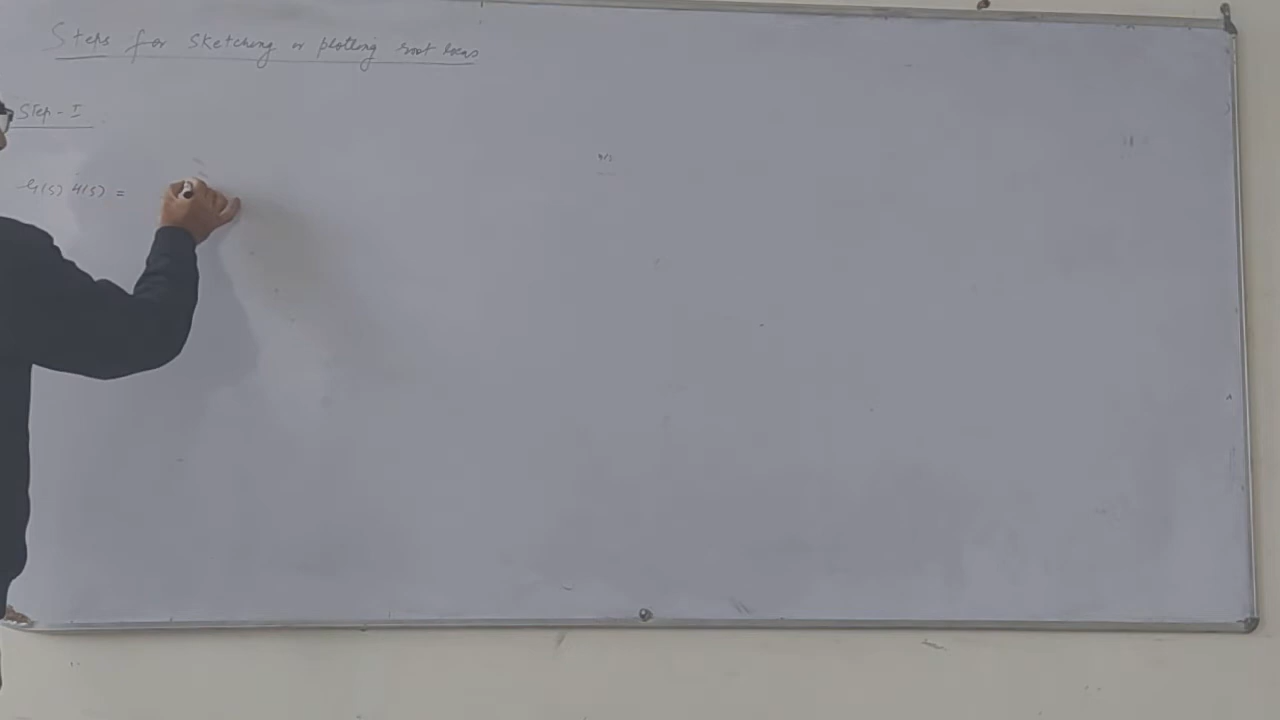 Steps for sketching or plotting root locus
Step - I
G(s) H(s) =